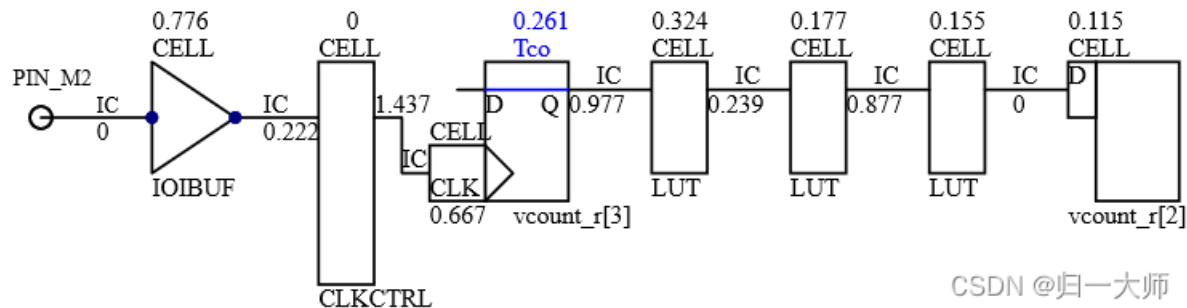 0.776 0 0.261 0.324 0.177 0.155 0.115
CELL CELL Tco CELL CELL CELL CELL
PIN_M2 IC IC IC IC IC D
IC IC 1.437 D Q 0.977 0.239 0.877 0
0 0.222 CELL
IC
IOIBUF CLK LUT LUT LUT
0.667 vcount_r[3] vcount_r[2]
CLKCTRL
CSDN @归一大师